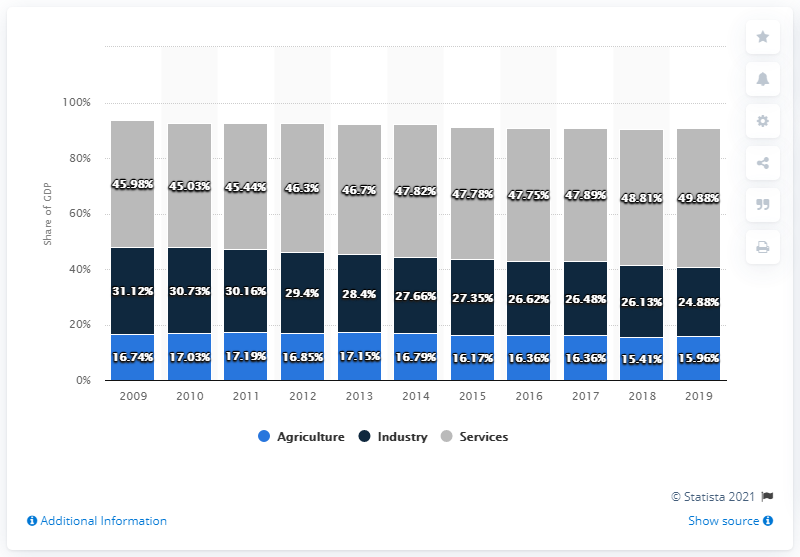 Share of GDP
100%
80%
60%
40%
20%
0%
45.98% 45.03% 45.44% 46.3% 46.7% 47.82% 47.78% 47.75% 47.89% 48.81% 49.88%
31.12% 30.73% 30.16% 29.4% 28.4% 27.66% 27.35% 26.62% 26.48% 26.13% 24.88%
16.74% 17.03% 17.19% 16.85% 17.15% 16.79% 16.17% 16.36% 16.36% 15.41% 15.96%
2009 2010 2011 2012 2013 2014 2015 2016 2017 2018 2019
Agriculture Industry Services
© Statista 2021
Additional Information Show source